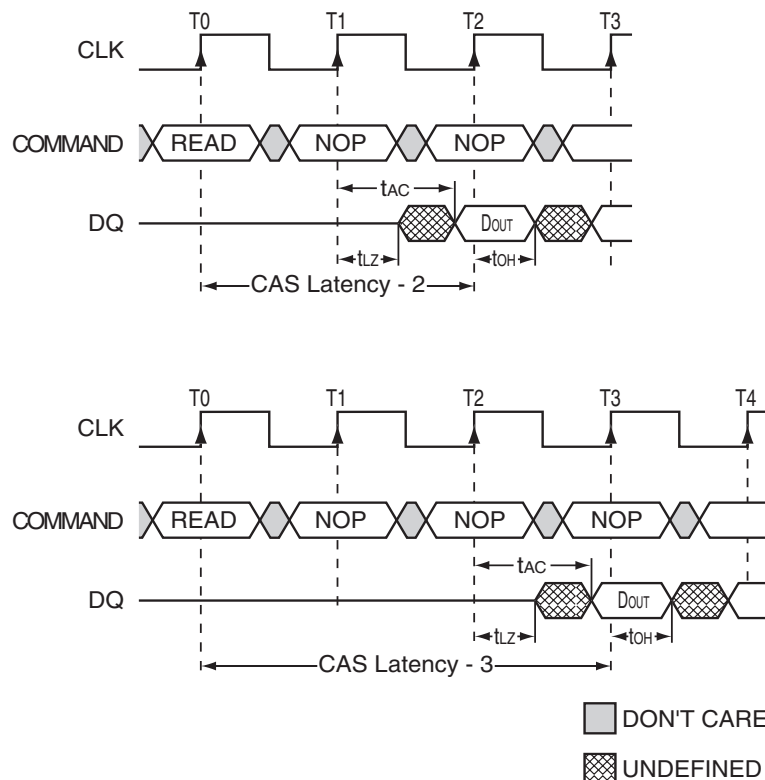 T0 T1 T2 T3
CLK
COMMAND READ NOP NOP
tAC
DQ DOUT
tLZ tOH
CAS Latency - 2
T0 T1 T2 T3 T4
CLK
COMMAND READ NOP NOP NOP
tAC
DQ DOUT
tLZ tOH
CAS Latency - 3
DON'T CARE
UNDEFINED